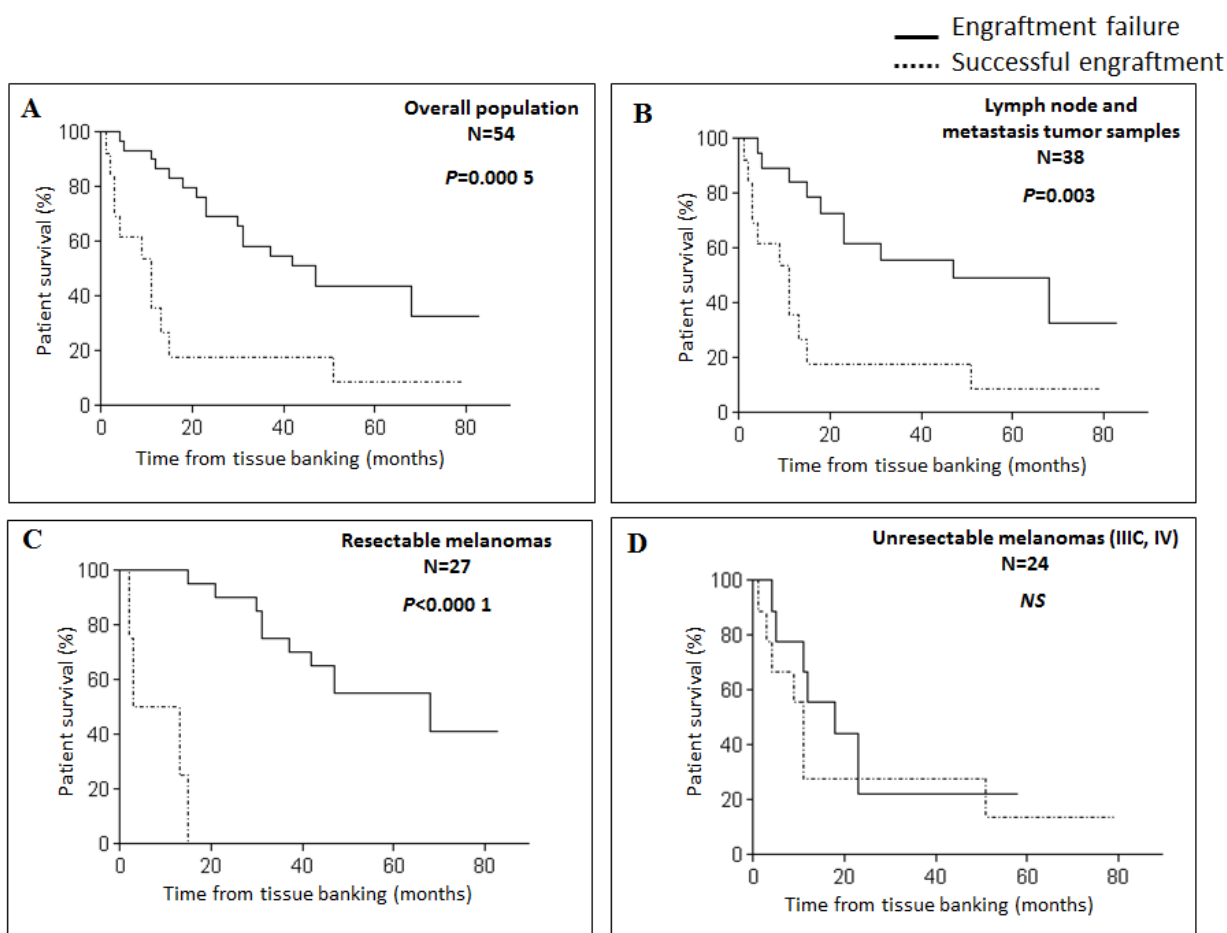 Engraftment failure
Successful engraftment
A
Overall population
N=54
P=0.000 5
100
80
60
40
20
0
Patient survival (%)
0 20 40 60 80
Time from tissue banking (months)
B
Lymph node and
metastasis tumor samples
N=38
P=0.003
100
80
60
40
20
0
Patient survival (%)
0 20 40 60 80
Time from tissue banking (months)
C
Resectable melanomas
N=27
P<0.000 1
100
80
60
40
20
0
Patient survival (%)
0 20 40 60 80
Time from tissue banking (months)
D
Unresectable melanomas (IIIC, IV)
N=24
NS
100
80
60
40
20
0
Patient survival (%)
0 20 40 60 80
Time from tissue banking (months)